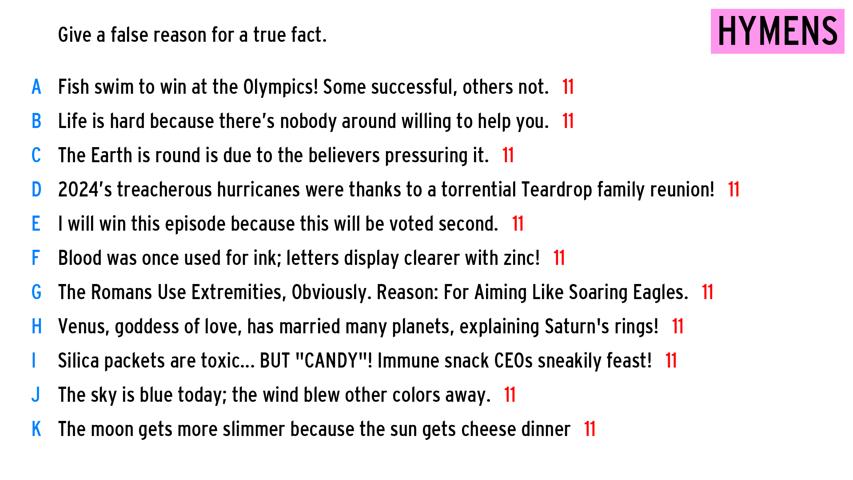 Give a false reason for a true fact.
HYMENS
A Fish swim to win at the Olympics! Some successful, others not. 11
B Life is hard because there's nobody around willing to help you. 11
C The Earth is round is due to the believers pressuring it. 11
D 2024's treacherous hurricanes were thanks to a torrential Teardrop family reunion! 11
E I will win this episode because this will be voted second. 11
F Blood was once used for ink; letters display clearer with zinc! 11
G The Romans Use Extremities, Obviously. Reason: For Aiming Like Soaring Eagles. 11
H Venus, goddess of love, has married many planets, explaining Saturn's rings! 11
I Silica packets are toxic... BUT "CANDY"! Immune snack CEOs sneakily feast! 11
J The sky is blue today; the wind blew other colors away. 11
K The moon gets more slimmer because the sun gets cheese dinner 11